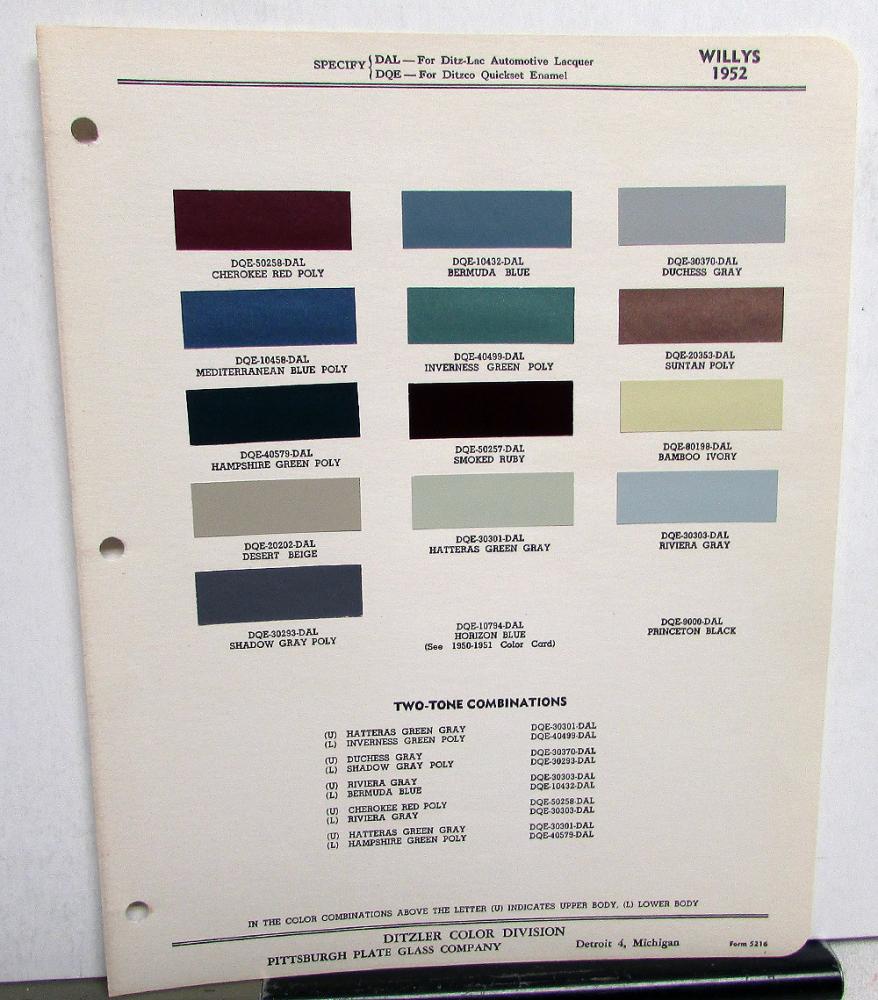 SPECIFY { DAL — For Ditz-Lac Automotive Lacquer
DQE — For Ditzco Quickset Enamel
WILLYS
1952
DQE-50258-DAL
CHEROKEE RED POLY
DQE-10432-DAL
BERMUDA BLUE
DQE-30370-DAL
DUCHESS GRAY
DQE-10458-DAL
MEDITERRANEAN BLUE POLY
DQE-40499-DAL
INVERNESS GREEN POLY
DQE-20353-DAL
SUNTAN POLY
DQE-40579-DAL
HAMPSHIRE GREEN POLY
DQE-50257-DAL
SMOKED RUBY
DQE-80198-DAL
BAMBOO IVORY
DQE-20202-DAL
DESERT BEIGE
DQE-30301-DAL
HATTERAS GREEN GRAY
DQE-30303-DAL
RIVIERA GRAY
DQE-30293-DAL
SHADOW GRAY POLY
DQE-10794-DAL
HORIZON BLUE
(See 1950-1951 Color Card)
DQE-9000-DAL
PRINCETON BLACK
TWO-TONE COMBINATIONS
(U) HATTERAS GREEN GRAY DQE-30301-DAL
(L) INVERNESS GREEN POLY DQE-40499-DAL
(U) DUCHESS GRAY DQE-30370-DAL
(L) SHADOW GRAY POLY DQE-30293-DAL
(U) RIVIERA GRAY DQE-30303-DAL
(L) BERMUDA BLUE DQE-10432-DAL
(U) CHEROKEE RED POLY DQE-50258-DAL
(L) RIVIERA GRAY DQE-30303-DAL
(U) HATTERAS GREEN GRAY DQE-30301-DAL
(L) HAMPSHIRE GREEN POLY DQE-40579-DAL
IN THE COLOR COMBINATIONS ABOVE THE LETTER (U) INDICATES UPPER BODY, (L) LOWER BODY
DITZLER COLOR DIVISION
PITTSBURGH PLATE GLASS COMPANY
Detroit 4, Michigan
Form 5216